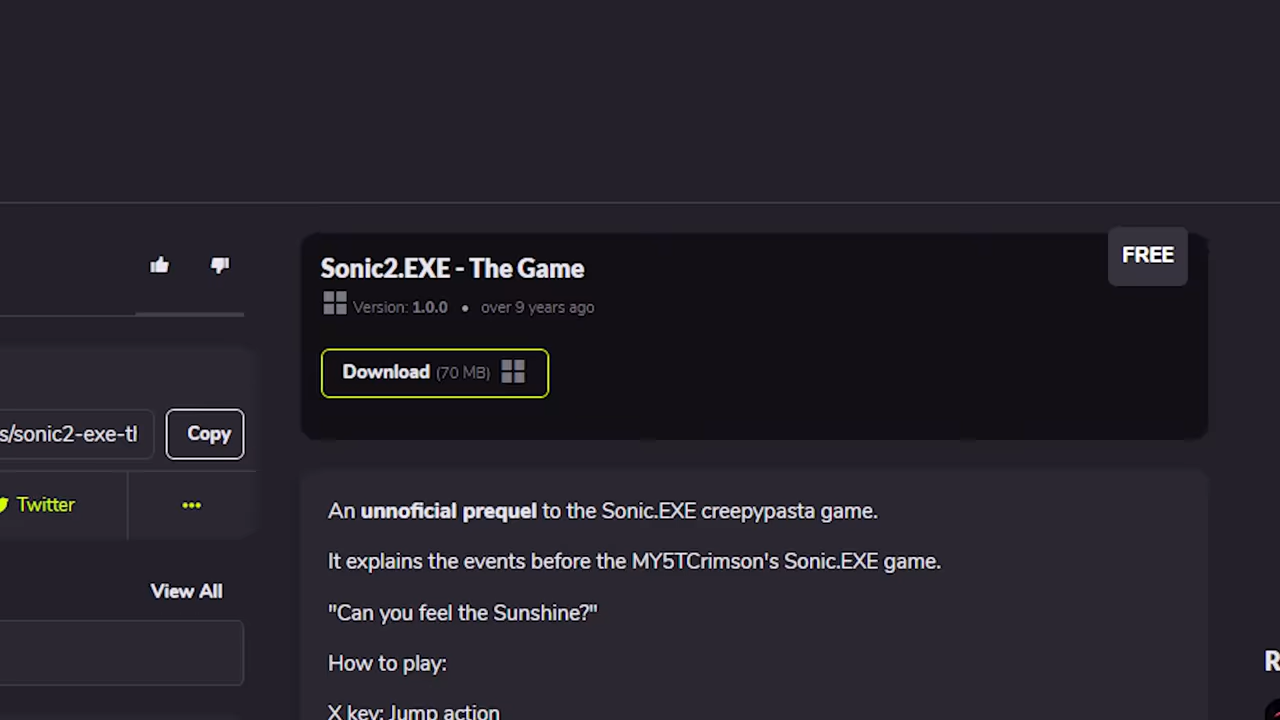 FREE
Sonic2.EXE - The Game
Version: 1.0.0 • over 9 years ago
Download (70 MB)
s/sonic2-exe-tl
Copy
Twitter
•••
View All
An unnoficial prequel to the Sonic.EXE creepypasta game.
It explains the events before the MY5TCrimson's Sonic.EXE game.
"Can you feel the Sunshine?"
How to play:
X key: Jump action
R